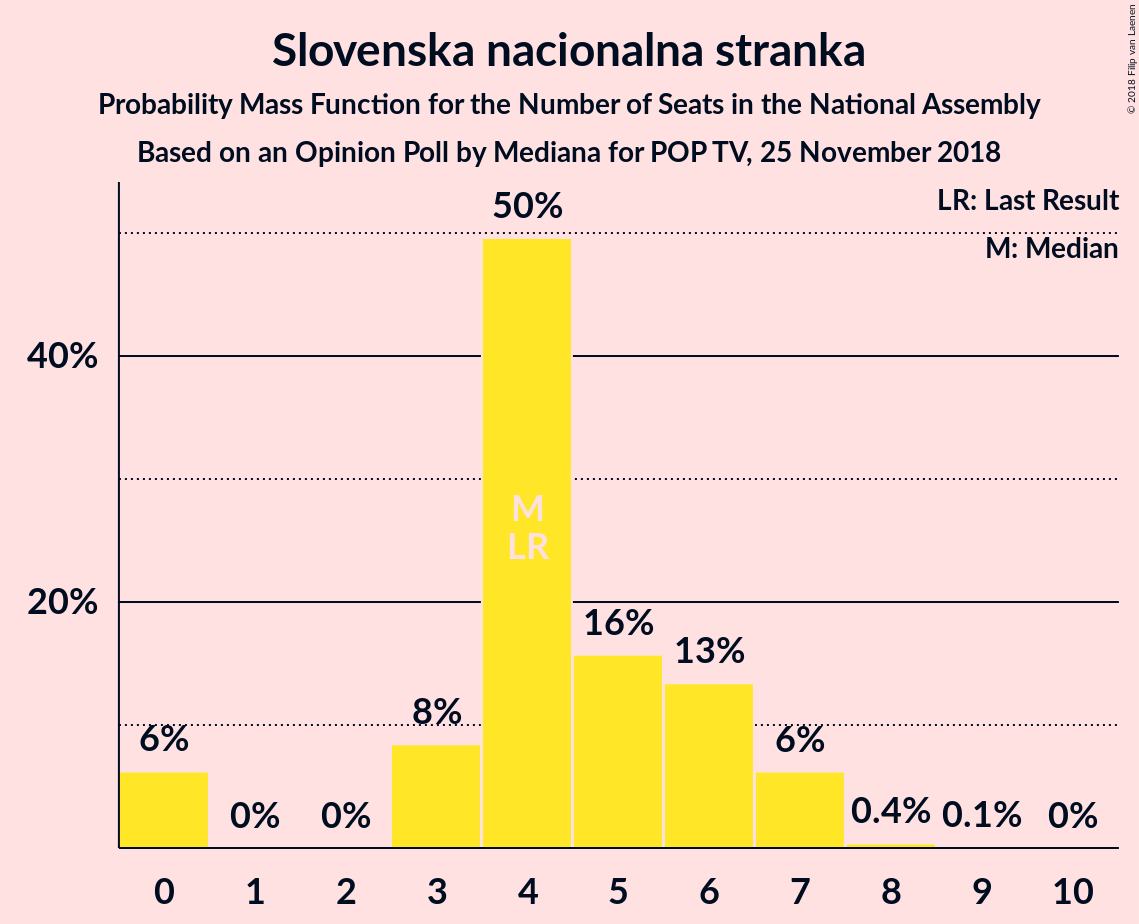 Slovenska nacionalna stranka
Probability Mass Function for the Number of Seats in the National Assembly
Based on an Opinion Poll by Mediana for POP TV, 25 November 2018
© 2018 Filip van Laenen
LR: Last Result
M: Median
50%
40%
M
LR
20%
16%
13%
8%
6%
6%
0%
0%
0.4%
0.1%
0%
0 1 2 3 4 5 6 7 8 9 10